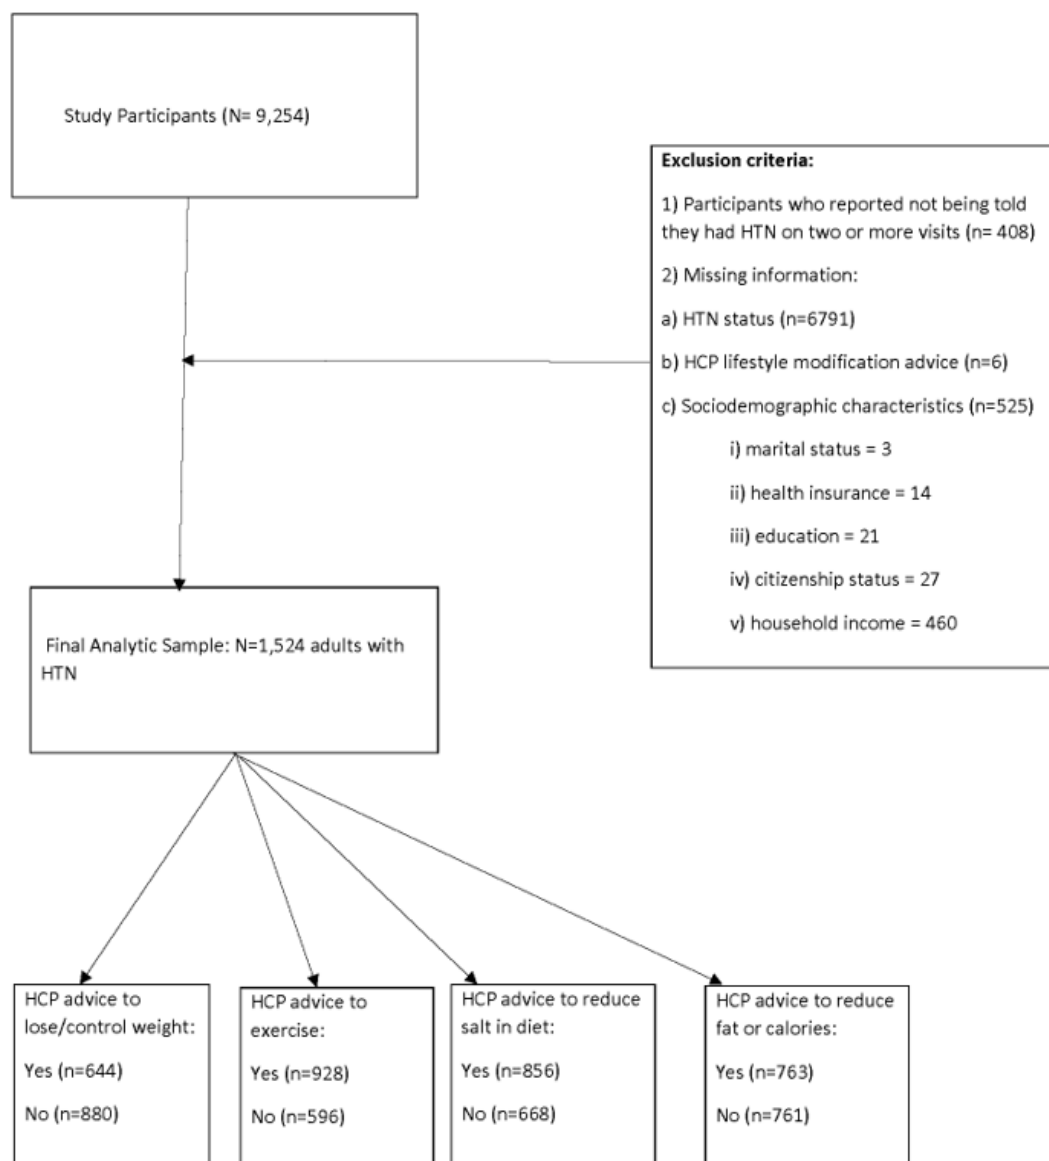 Study Participants (N= 9,254)
Exclusion criteria:
1) Participants who reported not being told
they had HTN on two or more visits (n= 408)
2) Missing information:
a) HTN status (n=6791)
b) HCP lifestyle modification advice (n=6)
c) Sociodemographic characteristics (n=525)
i) marital status = 3
ii) health insurance = 14
iii) education = 21
iv) citizenship status = 27
v) household income = 460
Final Analytic Sample: N=1,524 adults with
HTN
HCP advice to
lose/control weight:
Yes (n=644)
No (n=880)
HCP advice to
exercise:
Yes (n=928)
No (n=596)
HCP advice to reduce
salt in diet:
Yes (n=856)
No (n=668)
HCP advice to reduce
fat or calories:
Yes (n=763)
No (n=761)